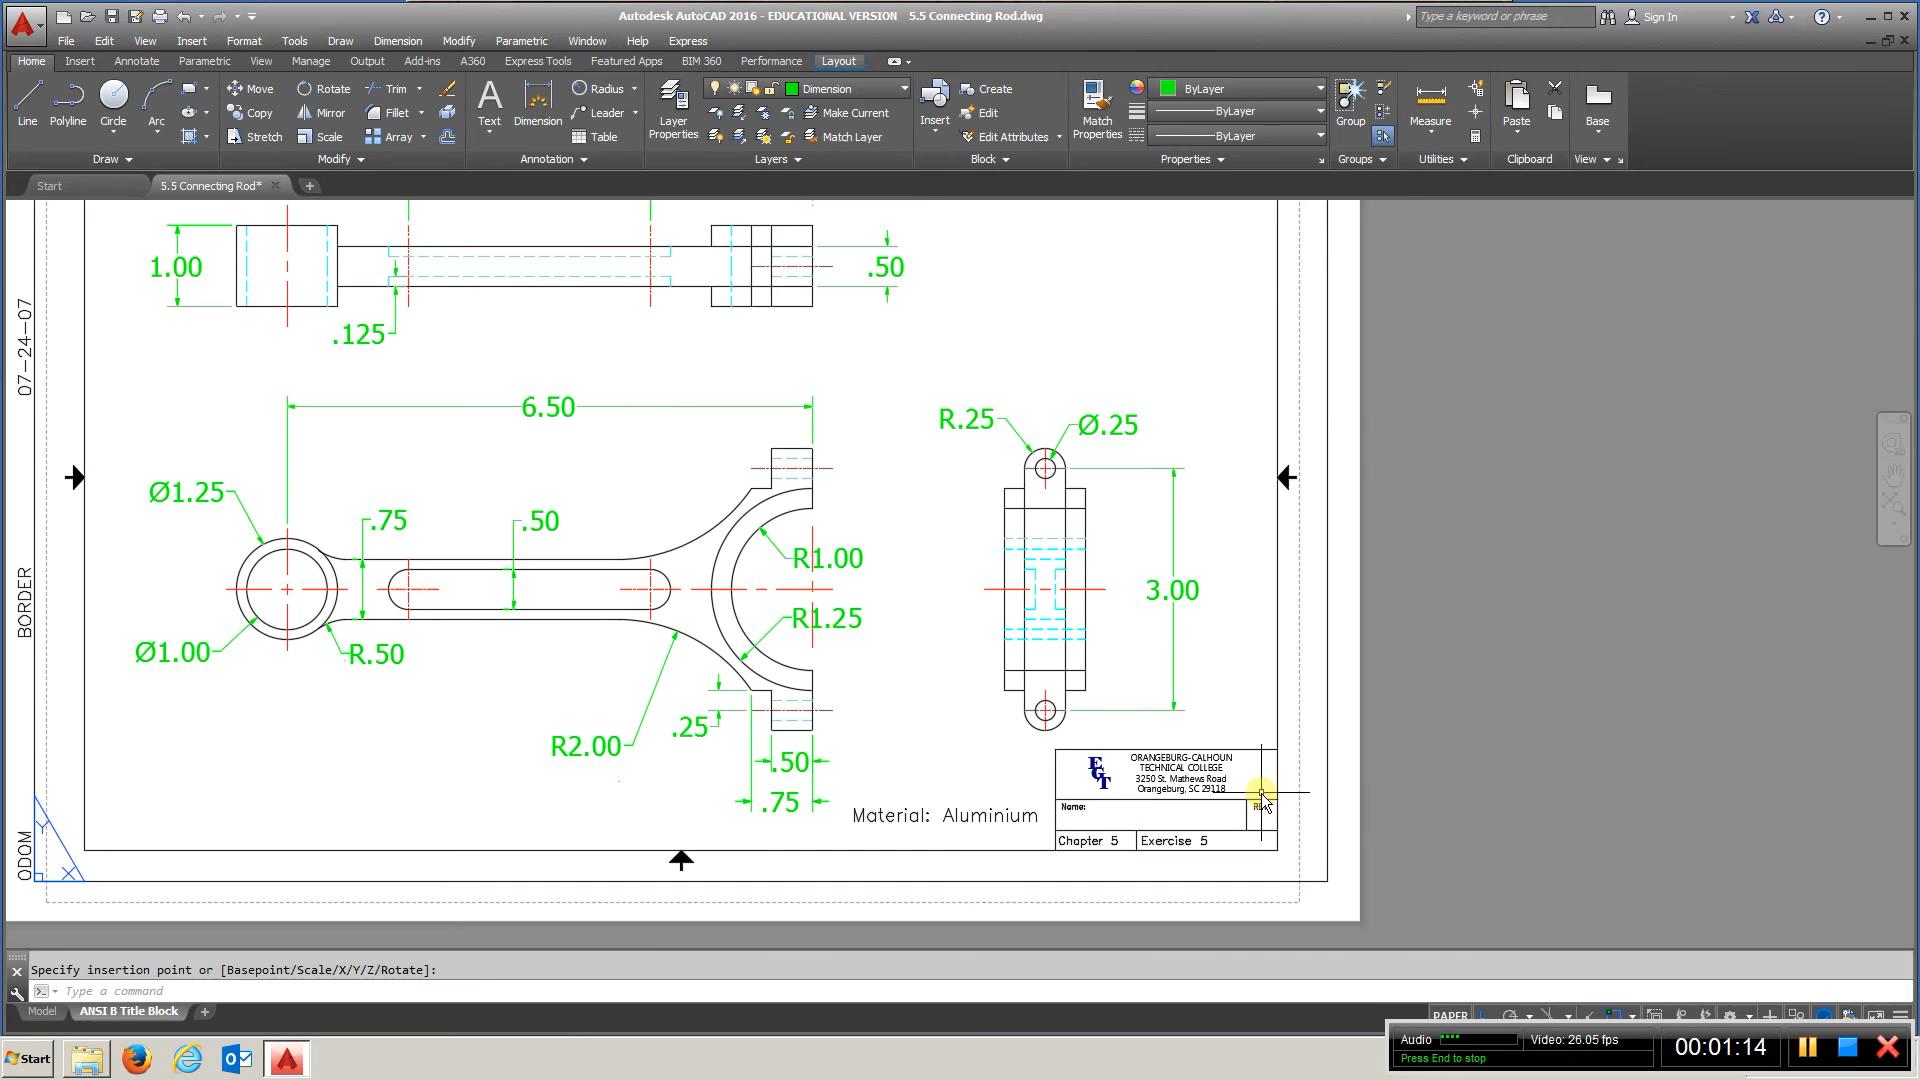 Autodesk AutoCAD 2016 - EDUCATIONAL VERSION 5.5 Connecting Rod.dwg
Type a keyword or phrase
Sign In
File Edit View Insert Format Tools Draw Dimension Modify Parametric Window Help Express
Home Insert Annotate Parametric View Manage Output Add-ins A360 Express Tools Featured Apps BIM 360 Performance Layout
Line Polyline Circle Arc
Move Rotate Trim
Copy Mirror Fillet
Stretch Scale Array
Text Dimension
Radius
Leader
Table
Layer Properties
Dimension
Make Current
Match Layer
Insert
Create
Edit
Edit Attributes
Match Properties
ByLayer
ByLayer
ByLayer
Group
Measure
Paste
Base
Draw Modify Annotation Layers Block Properties Groups Utilities Clipboard View
Start 5.5 Connecting Rod*
1.00
.50
.125
07-24-07
6.50
R.25
Ø.25
Ø1.25
.75
.50
R1.00
3.00
R1.25
BORDER
Ø1.00
R.50
R2.00
.25
.50
.75
ODOM
Y
X
Material: Aluminium
EGT
ORANGEBURG-CALHOUN
TECHNICAL COLLEGE
3250 St. Mathews Road
Orangeburg, SC 29118
Name:
Chapter 5
Exercise 5
Specify insertion point or [Basepoint/Scale/X/Y/Z/Rotate]:
Type a command
Model ANSI B Title Block
PAPER
Start
Audio
Video: 26.05 fps
Press End to stop
00:01:14